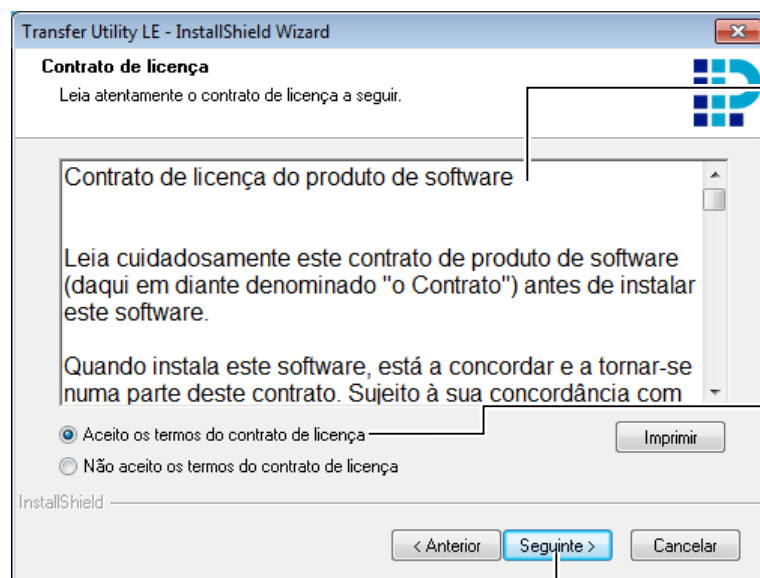 Transfer Utility LE - InstallShield Wizard
Contrato de licença
Leia atentamente o contrato de licença a seguir.
Contrato de licença do produto de software
Leia cuidadosamente este contrato de produto de software
(daqui em diante denominado "o Contrato") antes de instalar
este software.
Quando instala este software, está a concordar e a tornar-se
numa parte deste contrato. Sujeito à sua concordância com
Aceito os termos do contrato de licença
Imprimir
Não aceito os termos do contrato de licença
InstallShield
< Anterior
Seguinte >
Cancelar